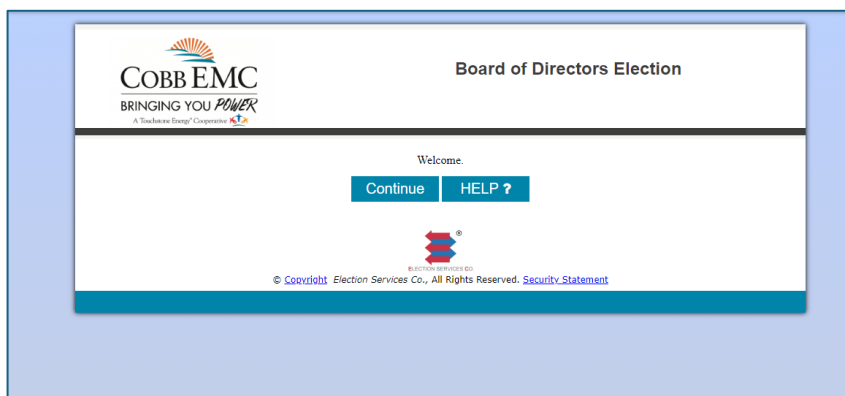 COBB EMC
BRINGING YOU POWER
A Touchstone Energy® Cooperative
Board of Directors Election
Welcome.
Continue
HELP ?
®
ELECTION SERVICES CO.
© Copyright Election Services Co., All Rights Reserved. Security Statement